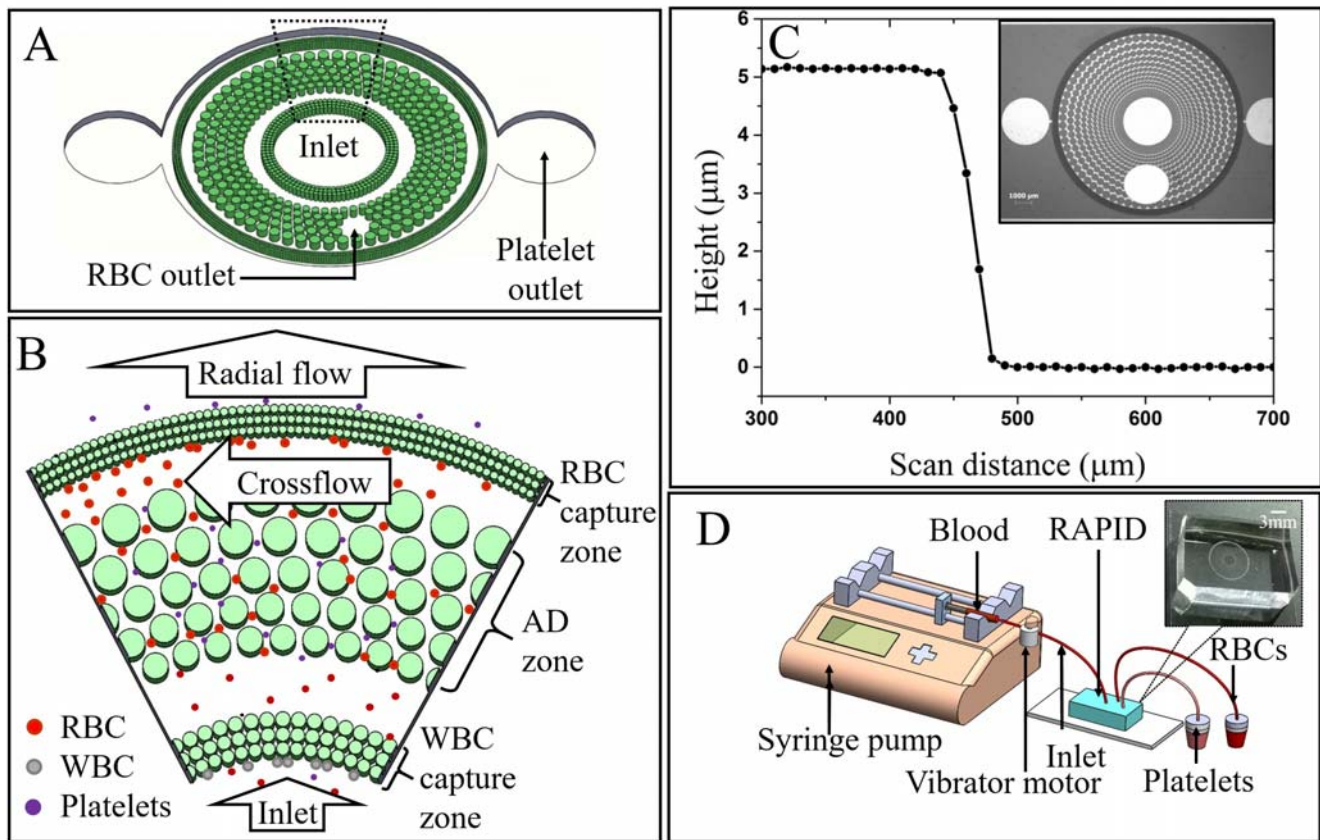 A
Inlet
RBC outlet
Platelet
outlet
B
Radial flow
Crossflow
RBC
capture
zone
AD
zone
WBC
capture
zone
RBC
WBC
Platelets
Inlet
C
Height (μm)
6
5
4
3
2
1
0
300
400
500
600
700
Scan distance (μm)
1000 μm
D
Blood
RAPID
3mm
RBCs
Syringe pump
Vibrator motor
Inlet
Platelets